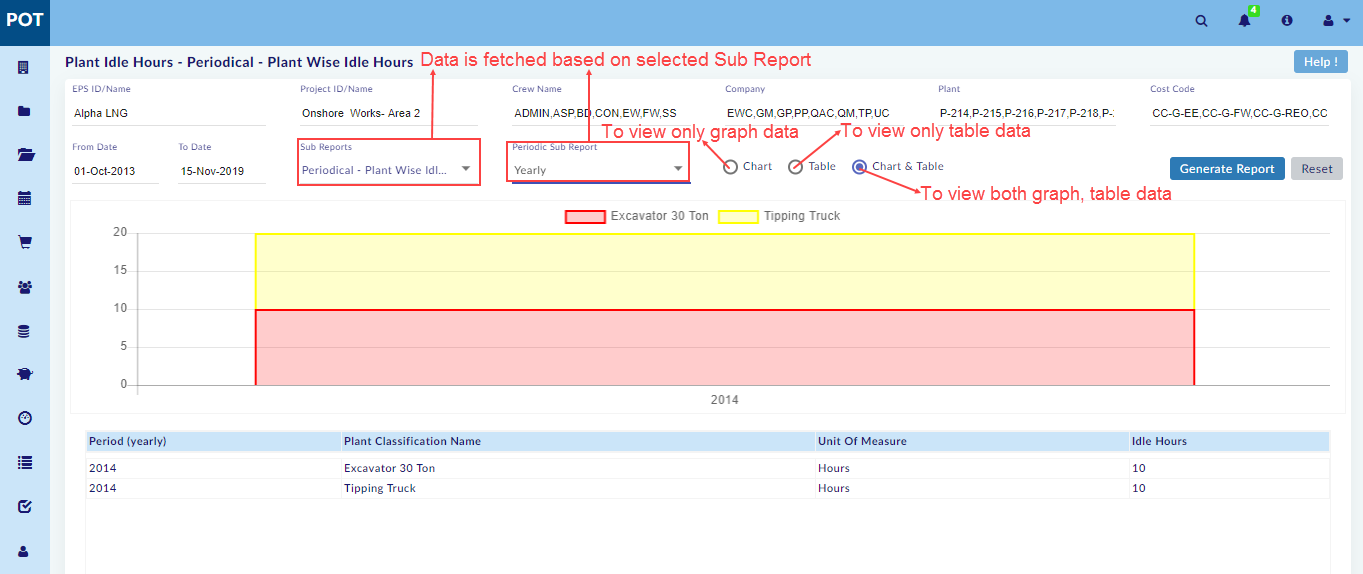 POT
4
Plant Idle Hours - Periodical - Plant Wise Idle Hours
Data is fetched based on selected Sub Report
Help !
EPS ID/Name
Project ID/Name
Crew Name
Company
Plant
Cost Code
Alpha LNG
Onshore Works- Area 2
ADMIN,ASP,BD,CON,EW,FW,SS
EWC,GM,GP,PP,QAC,QM,TP,UC
P-214,P-215,P-216,P-217,P-218,P-
CC-G-EE,CC-G-FW,CC-G-REO,CC
To view only graph data
To view only table data
From Date
To Date
Sub Reports
Periodic Sub Report
01-Oct-2013
15-Nov-2019
Periodical - Plant Wise Idl...
Yearly
Chart
Table
Chart & Table
Generate Report
Reset
To view both graph, table data
Excavator 30 Ton
Tipping Truck
20
15
10
5
0
2014
Period (yearly)
Plant Classification Name
Unit Of Measure
Idle Hours
2014
Excavator 30 Ton
Hours
10
2014
Tipping Truck
Hours
10